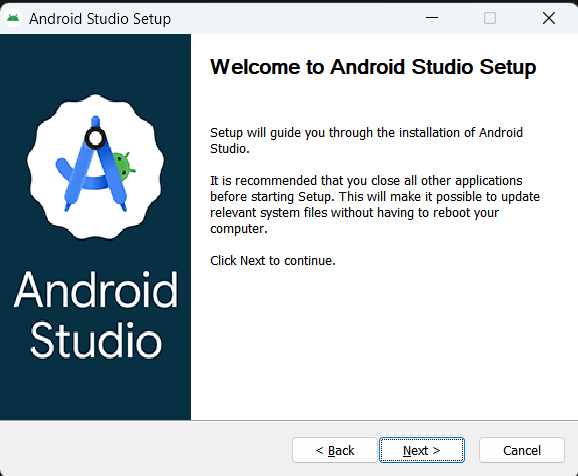 Android Studio Setup
Welcome to Android Studio Setup
Setup will guide you through the installation of Android
Studio.
It is recommended that you close all other applications
before starting Setup. This will make it possible to update
relevant system files without having to reboot your
computer.
Click Next to continue.
Android
Studio
< Back
Next >
Cancel